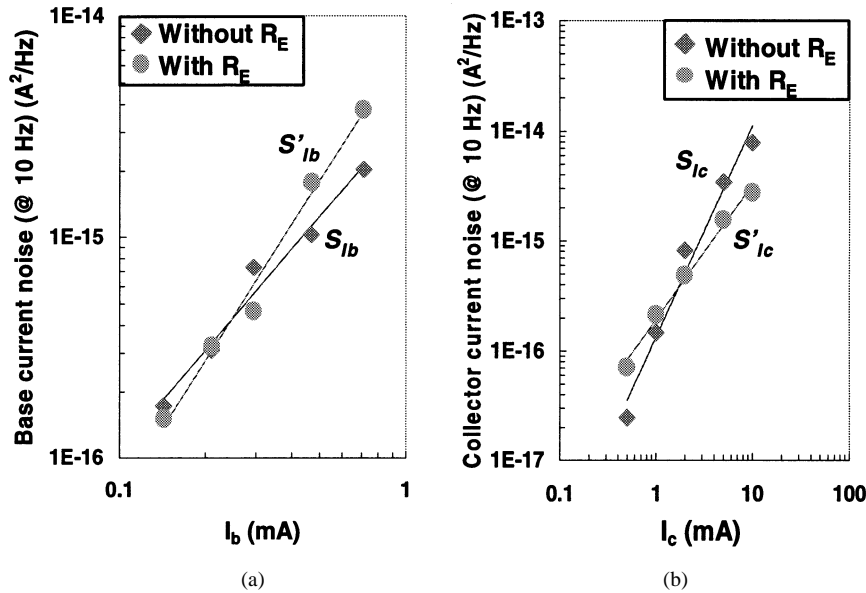 1E-14
Without R_E
With R_E
S'_Ib
1E-15
S_Ib
1E-16
0.1
1
Base current noise (@ 10 Hz) (A²/Hz)
I_b (mA)
(a)
1E-13
Without R_E
With R_E
1E-14
S_Ic
1E-15
S'_Ic
1E-16
1E-17
0.1
1
10
100
Collector current noise (@ 10 Hz) (A²/Hz)
I_c (mA)
(b)